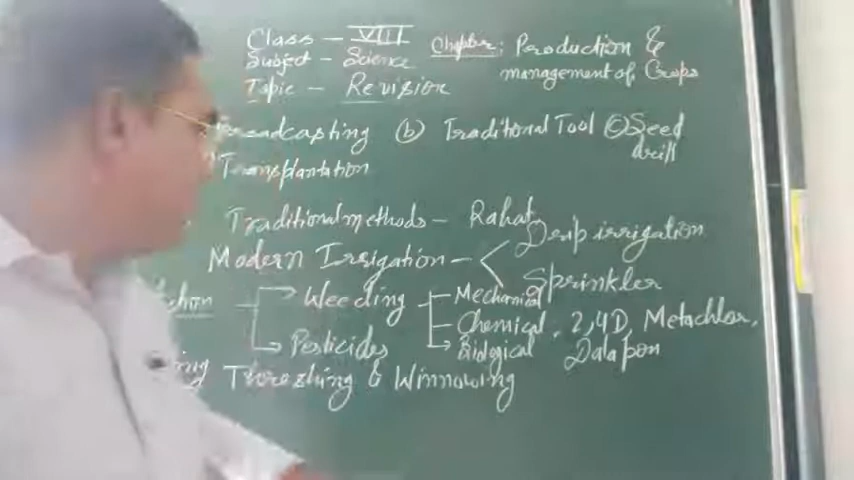 Class - VIII Chapter: Production &
Subject - Science management of Crops
Topic - Revision
Broadcasting (b) Traditional Tool (c) Seed drill
Transplantation
Traditional methods - Rahat
Modern Irrigation - Drip irrigation
Sprinkler
Weeding Mechanical
Chemical, 2,4D, Metachlor,
Pesticides Biological Dalapon
Threshing & Winnowing